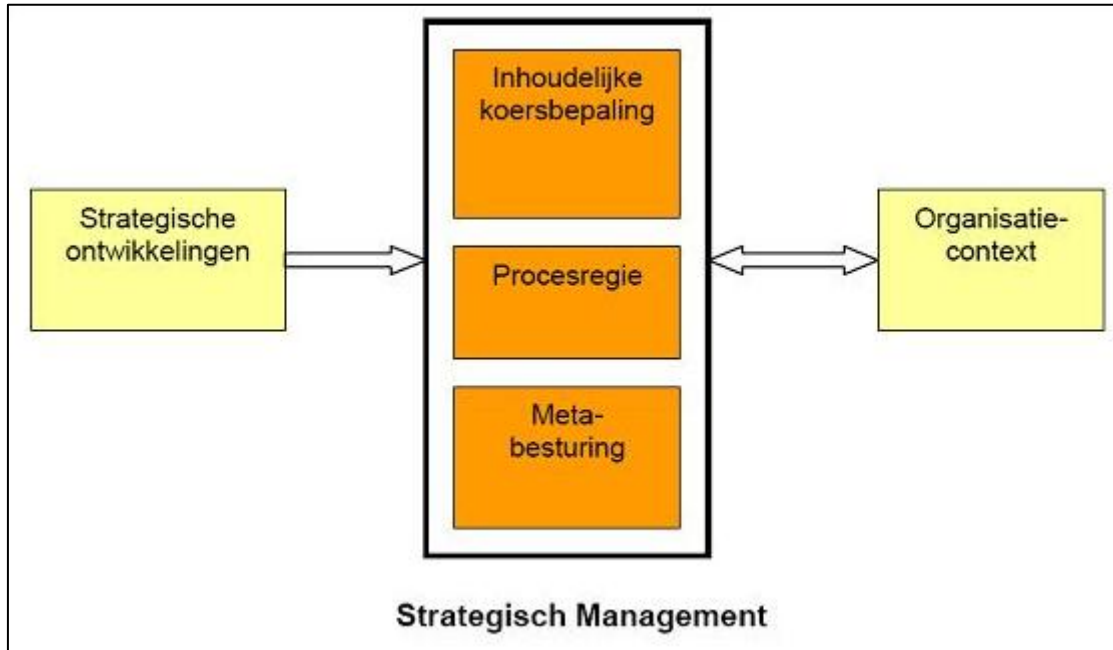 Inhoudelijke
koersbepaling
Strategische
ontwikkelingen
Procesregie
Organisatie-
context
Meta-
besturing
Strategisch Management